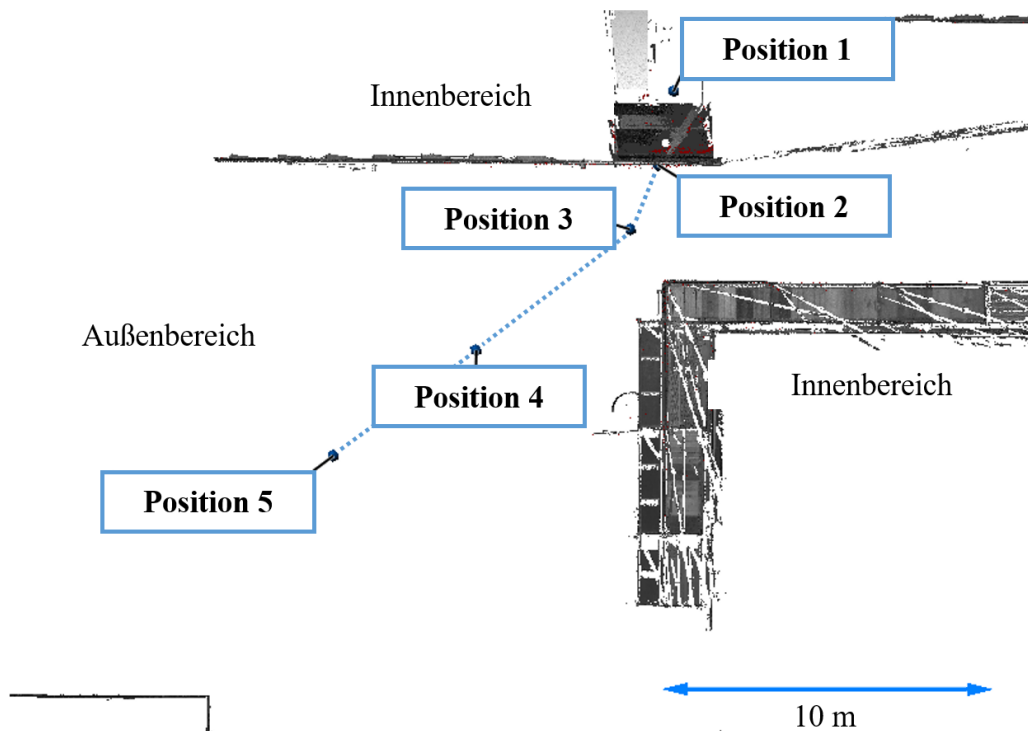 Position 1
Innenbereich
Position 2
Position 3
Außenbereich
Position 4
Innenbereich
Position 5
10 m